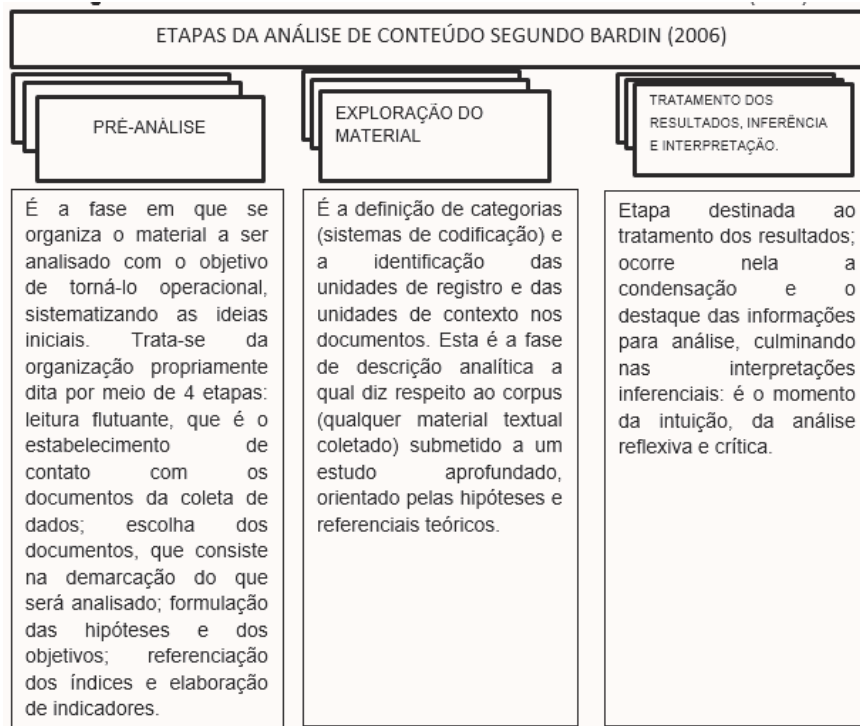 ETAPAS DA ANÁLISE DE CONTEÚDO SEGUNDO BARDIN (2006)
PRÉ-ANÁLISE
É a fase em que se
organiza o material a ser
analisado com o objetivo
de torná-lo operacional,
sistematizando as ideias
iniciais. Trata-se da
organização propriamente
dita por meio de 4 etapas:
leitura flutuante, que é o
estabelecimento de
contato com os
documentos da coleta de
dados; escolha dos
documentos, que consiste
na demarcação do que
será analisado; formulação
das hipóteses e dos
objetivos; referenciação
dos índices e elaboração
de indicadores.
EXPLORAÇÃO DO
MATERIAL
É a definição de categorias
(sistemas de codificação) e
a identificação das
unidades de registro e das
unidades de contexto nos
documentos. Esta é a fase
de descrição analítica a
qual diz respeito ao corpus
(qualquer material textual
coletado) submetido a um
estudo aprofundado,
orientado pelas hipóteses e
referenciais teóricos.
TRATAMENTO DOS
RESULTADOS, INFERÊNCIA
E INTERPRETAÇÃO.
Etapa destinada ao
tratamento dos resultados;
ocorre nela a
condensação e o
destaque das informações
para análise, culminando
nas interpretações
inferenciais: é o momento
da intuição, da análise
reflexiva e crítica.